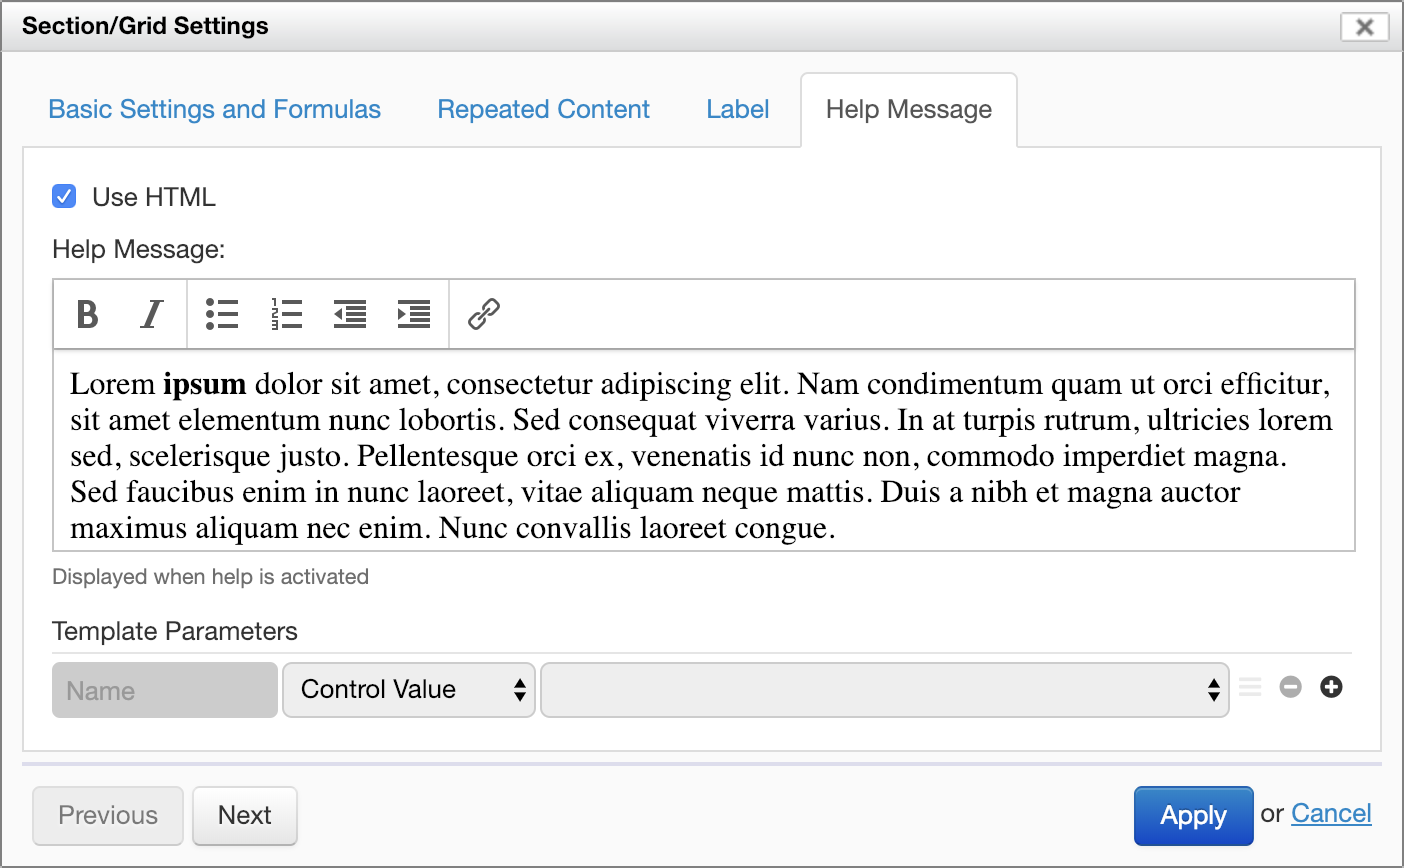 Section/Grid Settings
Basic Settings and Formulas Repeated Content Label Help Message
Use HTML
Help Message:
B I
Lorem ipsum dolor sit amet, consectetur adipiscing elit. Nam condimentum quam ut orci efficitur,
sit amet elementum nunc lobortis. Sed consequat viverra varius. In at turpis rutrum, ultricies lorem
sed, scelerisque justo. Pellentesque orci ex, venenatis id nunc non, commodo imperdiet magna.
Sed faucibus enim in nunc laoreet, vitae aliquam neque mattis. Duis a nibh et magna auctor
maximus aliquam nec enim. Nunc convallis laoreet congue.
Displayed when help is activated
Template Parameters
Name Control Value
Previous Next Apply or Cancel